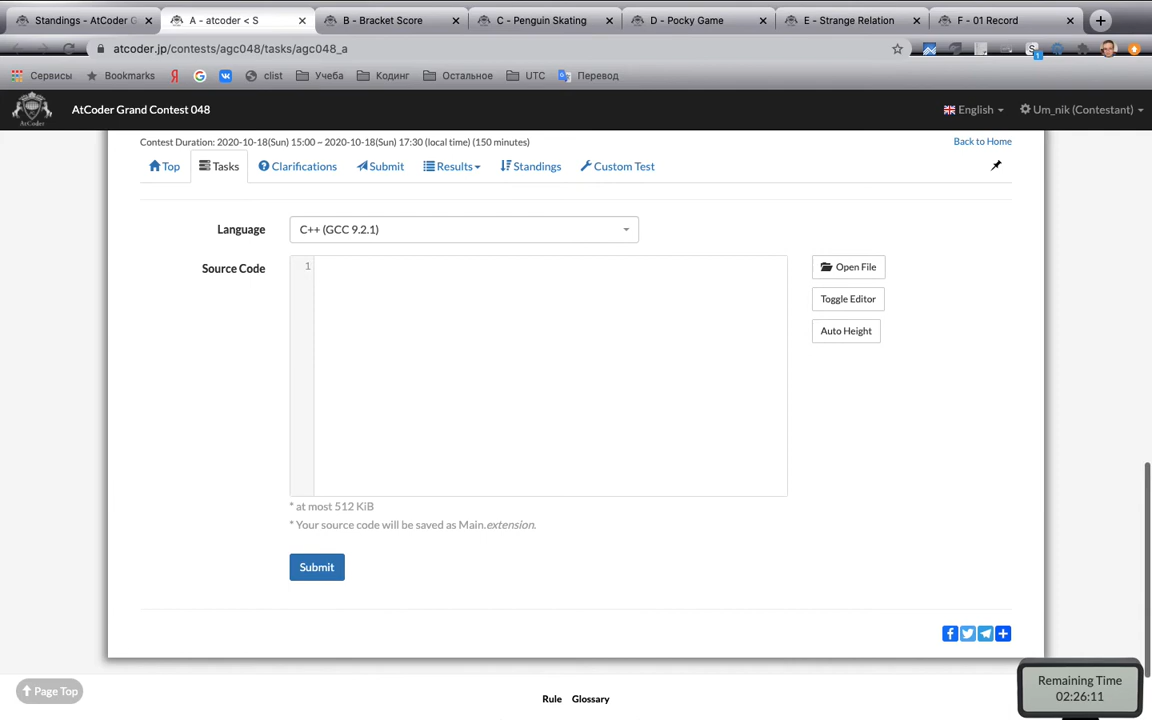 Standings - AtCoder G
A - atcoder < S
B - Bracket Score
C - Penguin Skating
D - Pocky Game
E - Strange Relation
F - 01 Record
atcoder.jp/contests/agc048/tasks/agc048_a
Сервисы
Bookmarks
clist
Учеба
Кодинг
Остальное
UTC
Перевод
AtCoder Grand Contest 048
English
Um_nik (Contestant)
Contest Duration: 2020-10-18(Sun) 15:00 ~ 2020-10-18(Sun) 17:30 (local time) (150 minutes)
Back to Home
Top
Tasks
Clarifications
Submit
Results
Standings
Custom Test
Language
C++ (GCC 9.2.1)
Source Code
1
Open File
Toggle Editor
Auto Height
* at most 512 KiB
* Your source code will be saved as Main.extension.
Submit
Page Top
Rule
Glossary
Remaining Time
02:26:11